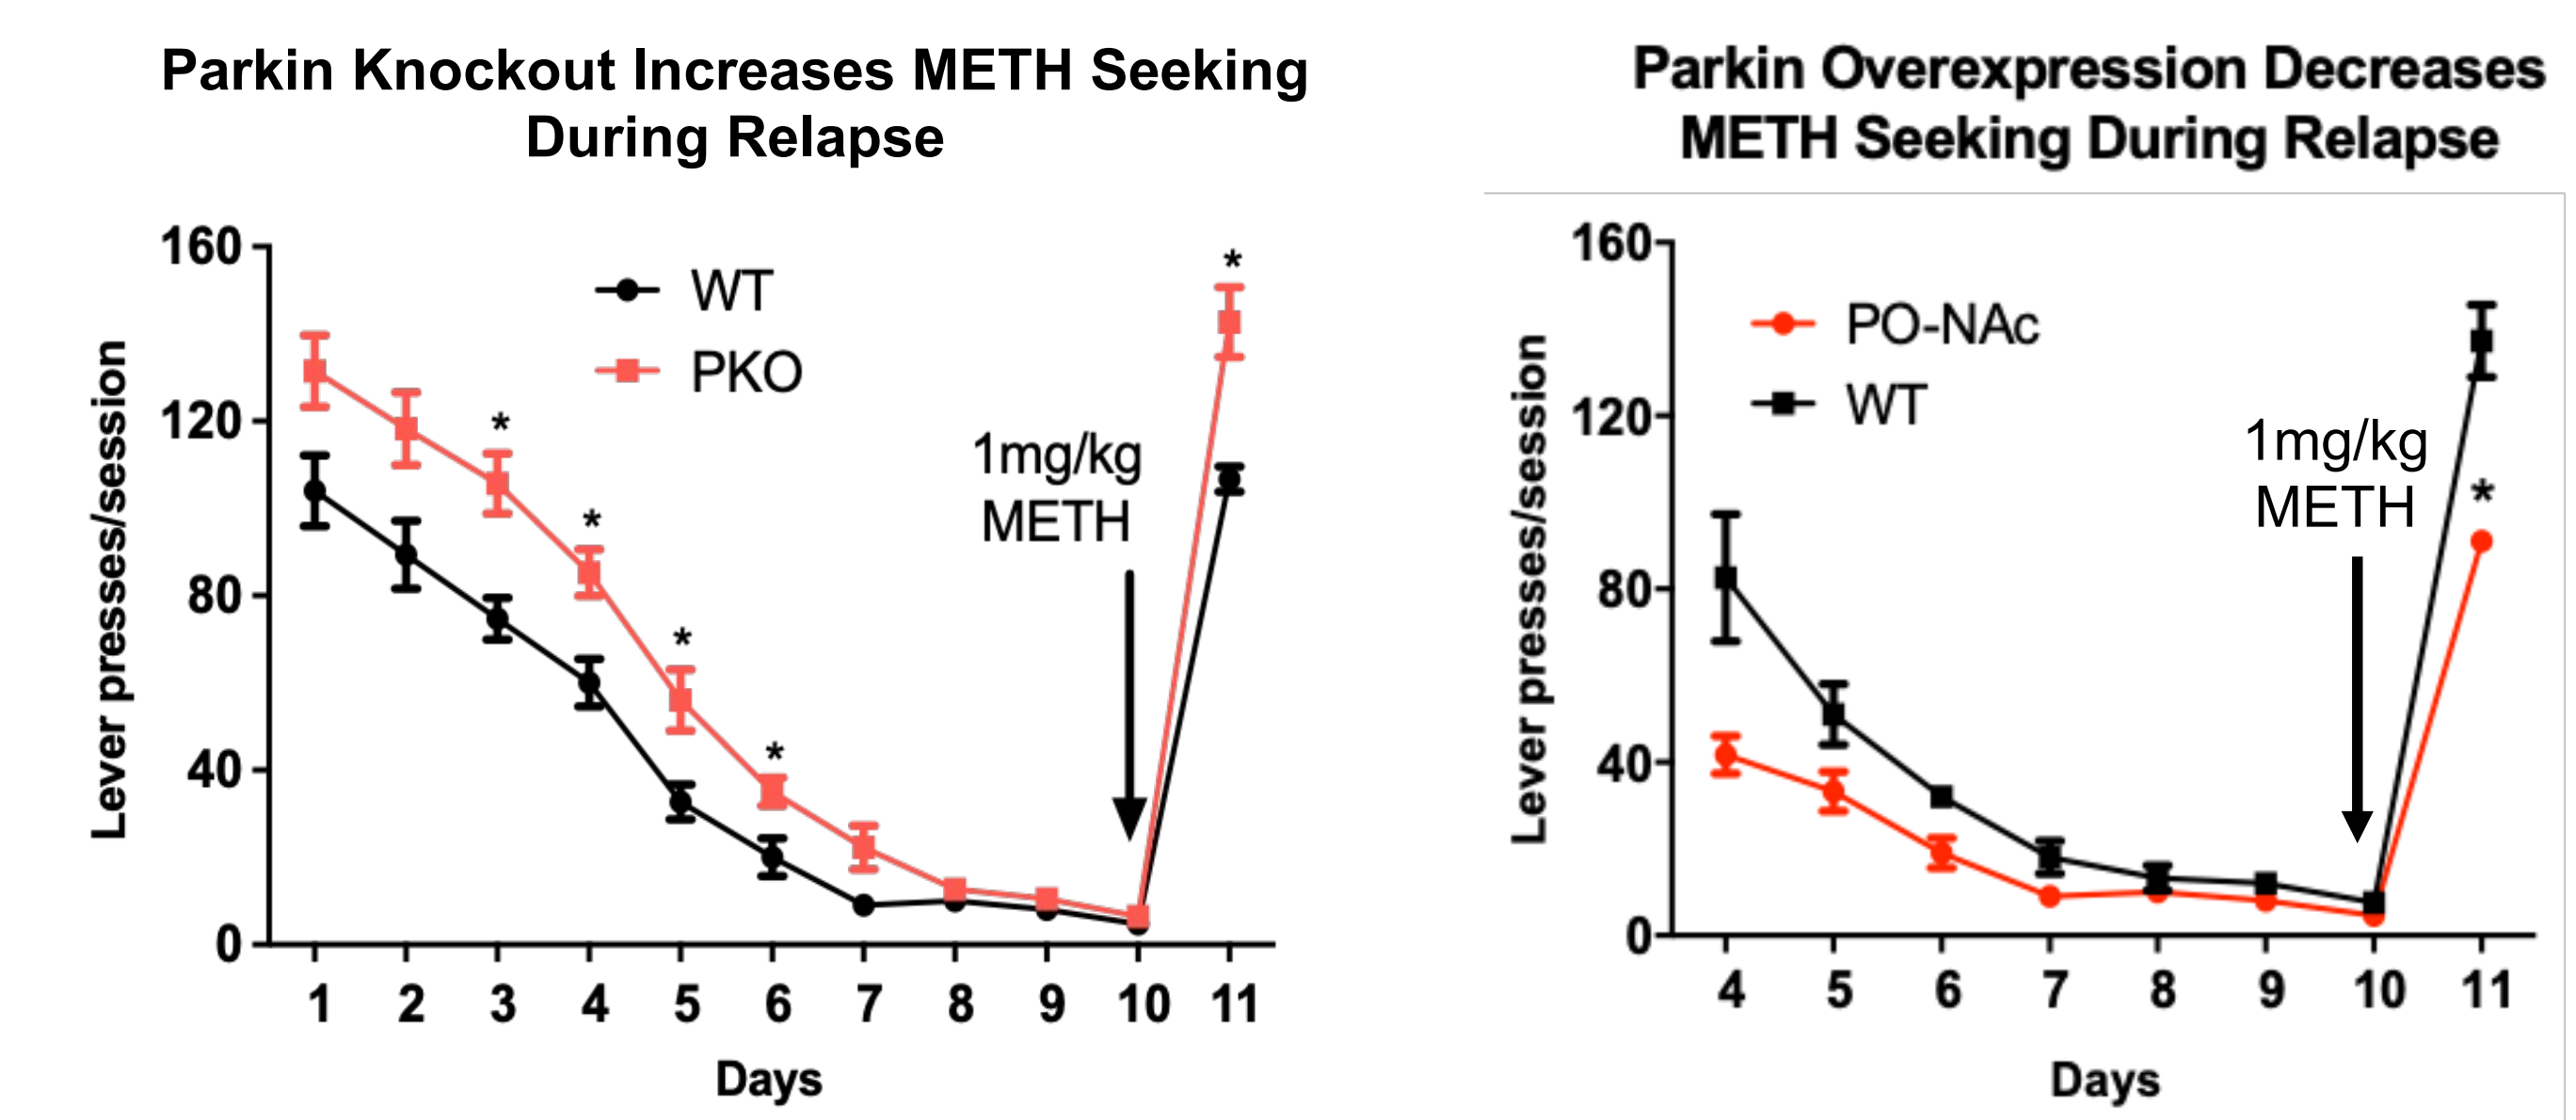 Parkin Knockout Increases METH Seeking
During Relapse
160
120
80
40
0
Lever presses/session
WT
PKO
*
*
*
*
*
1mg/kg
METH
1 2 3 4 5 6 7 8 9 10 11
Days
Parkin Overexpression Decreases
METH Seeking During Relapse
160
120
80
40
0
Lever presses/session
PO-NAc
WT
1mg/kg
METH
*
4 5 6 7 8 9 10 11
Days